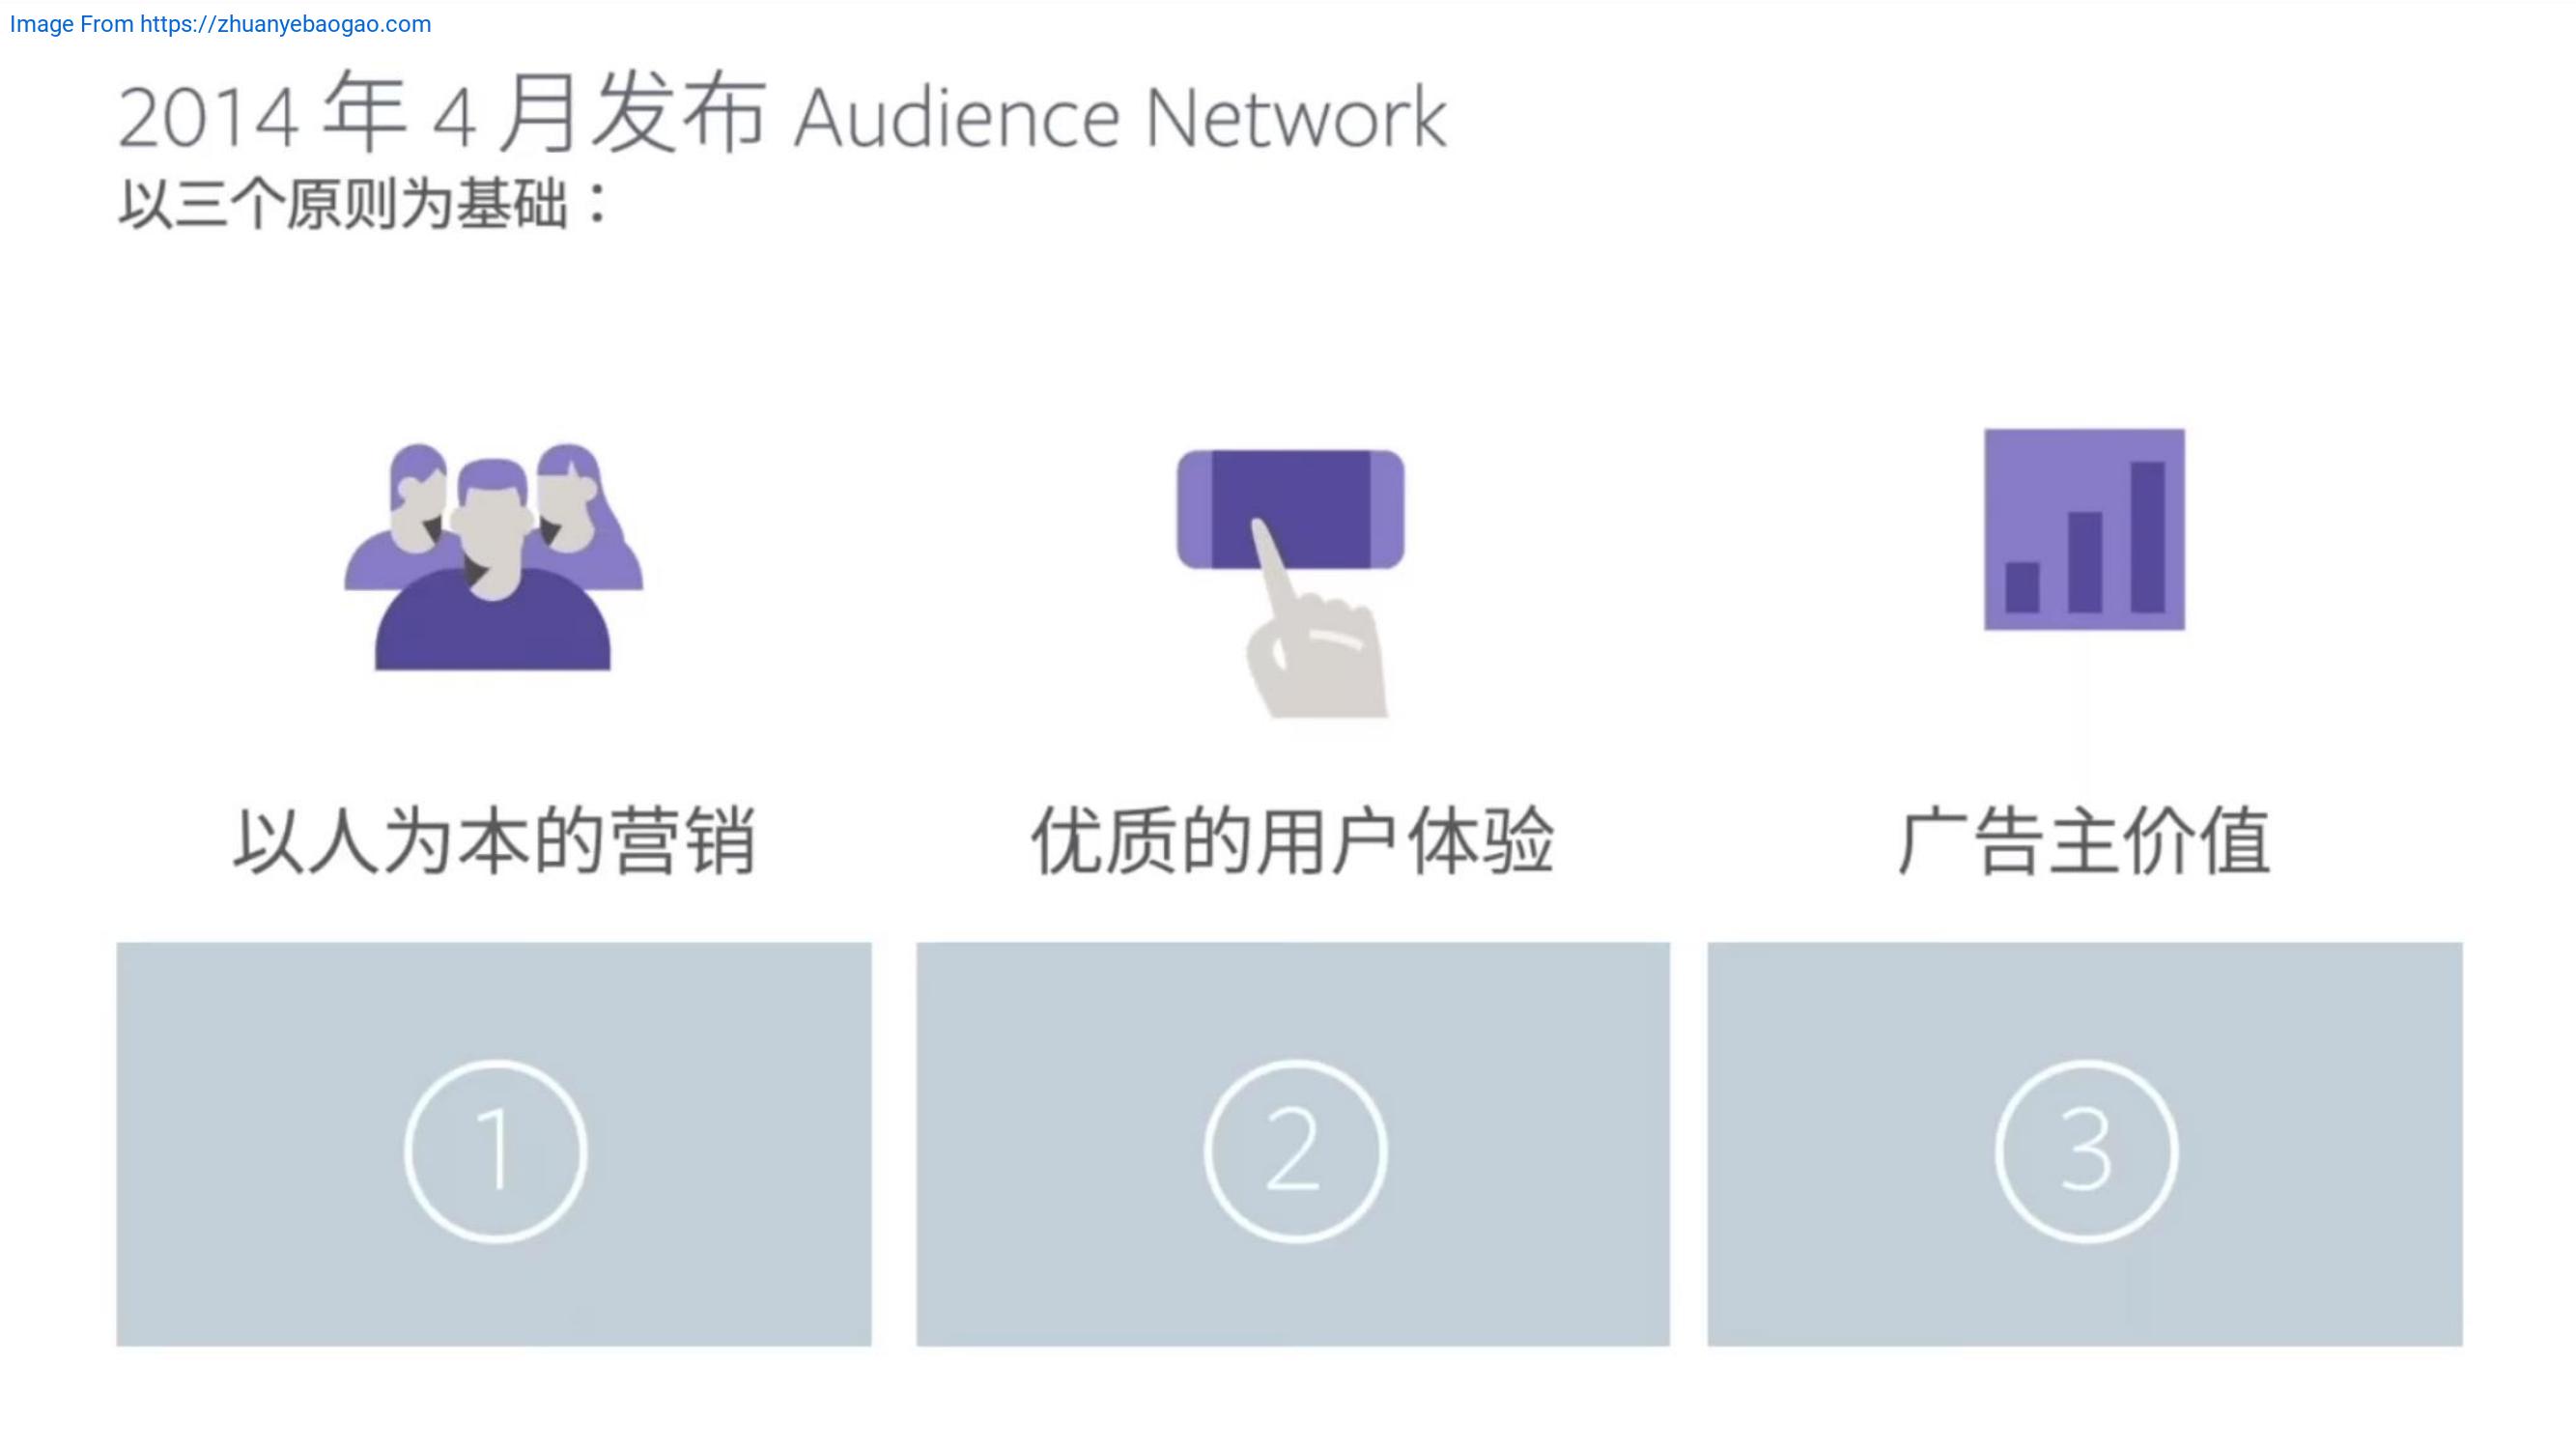 Image From https://zhuanyebaogao.com
2014 年 4 月发布 Audience Network
以三个原则为基础：
以人为本的营销
优质的用户体验
广告主价值
1
2
3